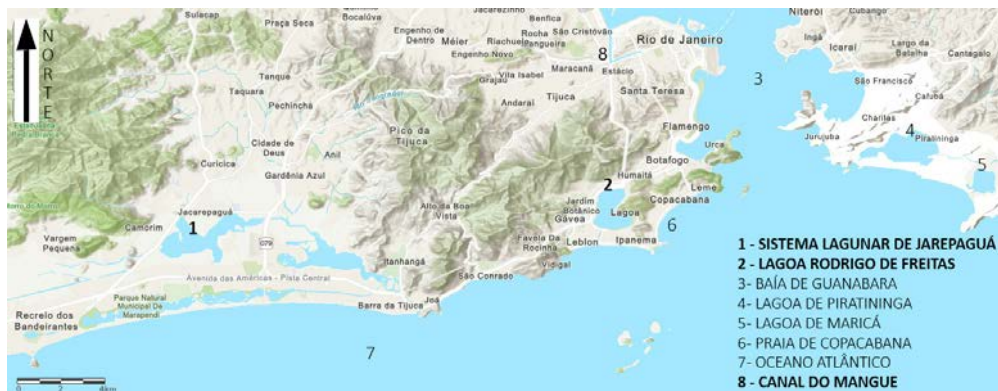 NORTE
Sulacap
Praça Seca
Bocaiúva
Jacarezinho
Engenho de Dentro
Méier
Riachuelo
Rocha
Benfica
Mangueira
São Cristóvão
Engenho Novo
8
Rio de Janeiro
Niterói
Cubango
Ingá
Icaraí
Largo da Batalha
Cantagalo
Tanque
Taquara
Pechincha
Grajaú
Vila Isabel
Maracanã
Estácio
Andaraí
Tijuca
Santa Teresa
3
São Francisco
Cafubá
Charitas
Jurujuba
4
Piratininga
5
Pico da Tijuca
Flamengo
Urca
Botafogo
Cidade de Deus
Anil
Curicica
Gardênia Azul
Humaitá
2
Leme
Copacabana
Jardim Botânico
Gávea
Lagoa
6
Alto da Boa Vista
Jacarepaguá
1
Camorim
Vargem Pequena
Favela Da Rocinha
Leblon
Ipanema
Vidigal
Itanhangá
São Conrado
Avenida das Américas - Pista Central
Parque Natural Municipal De Marapendi
Barra da Tijuca
Joá
Recreio dos Bandeirantes
7
0 2 4km
1 - SISTEMA LAGUNAR DE JAREPAGUÁ
2 - LAGOA RODRIGO DE FREITAS
3- BAÍA DE GUANABARA
4- LAGOA DE PIRATININGA
5- LAGOA DE MARICÁ
6- PRAIA DE COPACABANA
7- OCEANO ATLÂNTICO
8 - CANAL DO MANGUE